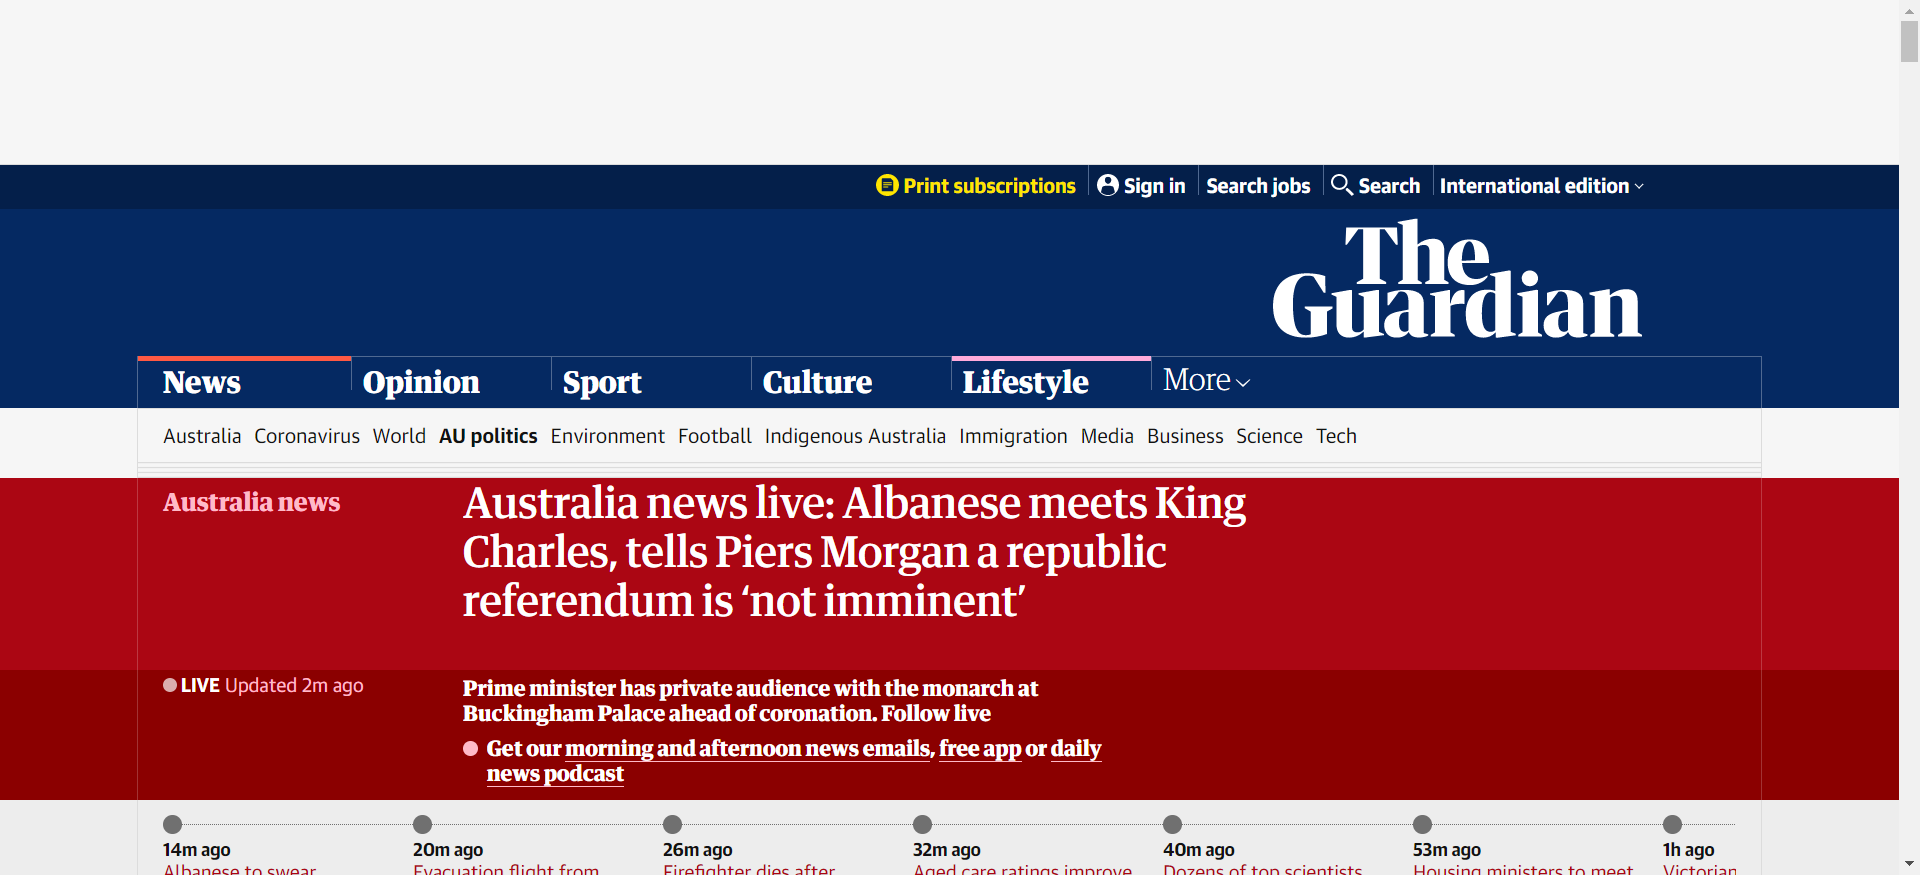 Print subscriptions Sign in Search jobs Search International edition
The
Guardian
News Opinion Sport Culture Lifestyle More
Australia Coronavirus World AU politics Environment Football Indigenous Australia Immigration Media Business Science Tech
Australia news
Australia news live: Albanese meets King
Charles, tells Piers Morgan a republic
referendum is ‘not imminent’
LIVE Updated 2m ago
Prime minister has private audience with the monarch at
Buckingham Palace ahead of coronation. Follow live
Get our morning and afternoon news emails, free app or daily
news podcast
14m ago 20m ago 26m ago 32m ago 40m ago 53m ago 1h ago
Albanese to swear Evacuation flight from Firefighter dies after Aged care ratings improve Dozens of top scientists Housing ministers to meet Victorian